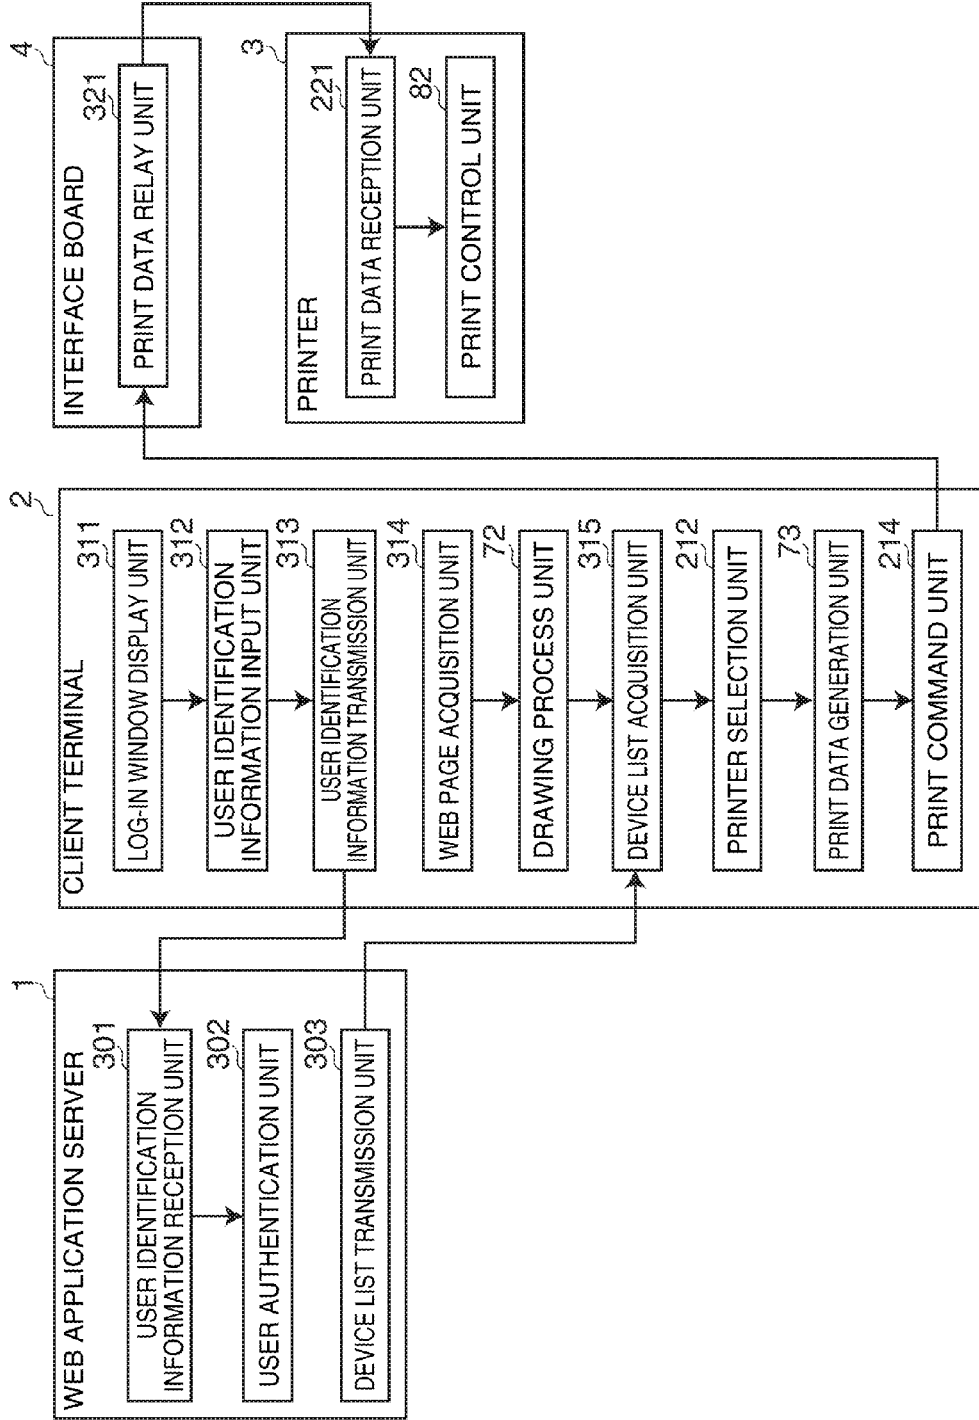 WEB APPLICATION SERVER
1
301
USER IDENTIFICATION
INFORMATION RECEPTION UNIT
302
USER AUTHENTICATION UNIT
303
DEVICE LIST TRANSMISSION UNIT
CLIENT TERMINAL
2
311
LOG-IN WINDOW DISPLAY UNIT
312
USER IDENTIFICATION
INFORMATION INPUT UNIT
313
USER IDENTIFICATION
INFORMATION TRANSMISSION UNIT
314
WEB PAGE ACQUISITION UNIT
72
DRAWING PROCESS UNIT
315
DEVICE LIST ACQUISITION UNIT
212
PRINTER SELECTION UNIT
73
PRINT DATA GENERATION UNIT
214
PRINT COMMAND UNIT
INTERFACE BOARD
4
321
PRINT DATA RELAY UNIT
PRINTER
3
221
PRINT DATA RECEPTION UNIT
82
PRINT CONTROL UNIT